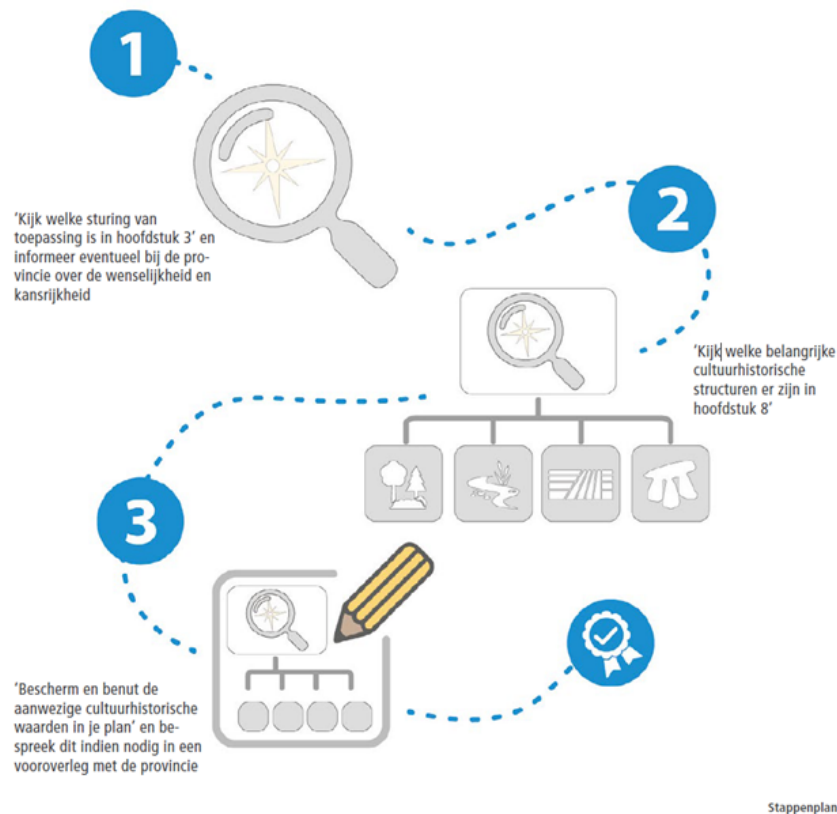 1
'Kijk welke sturing van
toepassing is in hoofdstuk 3' en
informeer eventueel bij de pro-
vincie over de wenselijkheid en
kansrijkheid
2
'Kijk welke belangrijke
cultuurhistorische
structuren er zijn in
hoofdstuk 8'
3
'Bescherm en benut de
aanwezige cultuurhistorische
waarden in je plan' en be-
spreek dit indien nodig in een
vooroverleg met de provincie
Stappenplan